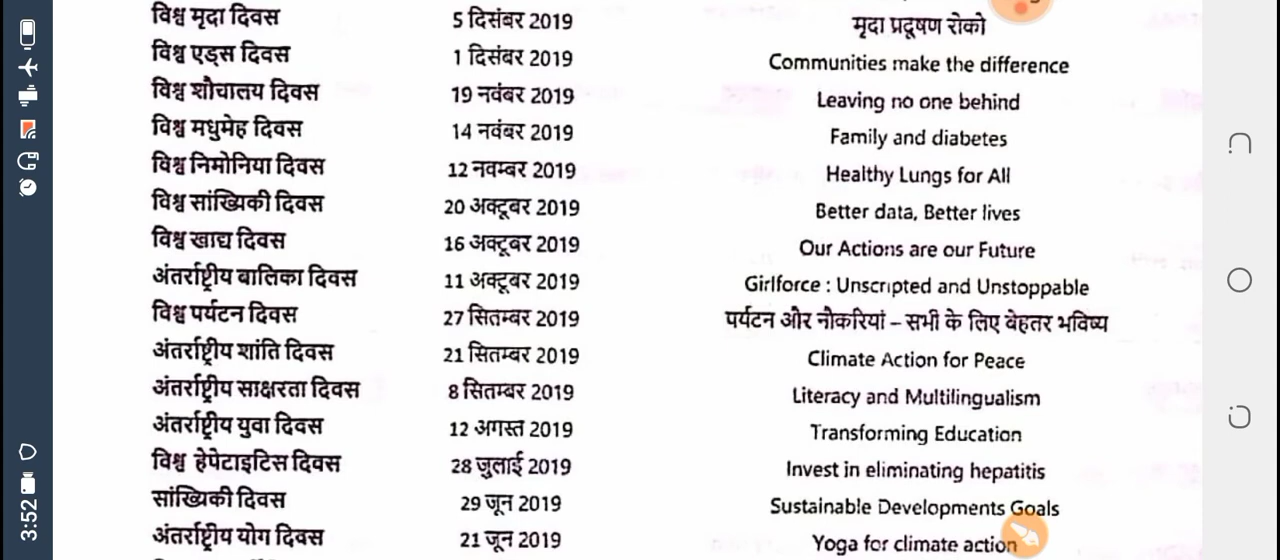 विश्व मृदा दिवस 5 दिसंबर 2019 मृदा प्रदूषण रोको
विश्व एड्स दिवस 1 दिसंबर 2019 Communities make the difference
विश्व शौचालय दिवस 19 नवंबर 2019 Leaving no one behind
विश्व मधुमेह दिवस 14 नवंबर 2019 Family and diabetes
विश्व निमोनिया दिवस 12 नवम्बर 2019 Healthy Lungs for All
विश्व सांख्यिकी दिवस 20 अक्टूबर 2019 Better data, Better lives
विश्व खाद्य दिवस 16 अक्टूबर 2019 Our Actions are our Future
अंतर्राष्ट्रीय बालिका दिवस 11 अक्टूबर 2019 Girlforce : Unscripted and Unstoppable
विश्व पर्यटन दिवस 27 सितम्बर 2019 पर्यटन और नौकरियां – सभी के लिए बेहतर भविष्य
अंतर्राष्ट्रीय शांति दिवस 21 सितम्बर 2019 Climate Action for Peace
अंतर्राष्ट्रीय साक्षरता दिवस 8 सितम्बर 2019 Literacy and Multilingualism
अंतर्राष्ट्रीय युवा दिवस 12 अगस्त 2019 Transforming Education
विश्व हेपेटाइटिस दिवस 28 जुलाई 2019 Invest in eliminating hepatitis
सांख्यिकी दिवस 29 जून 2019 Sustainable Developments Goals
अंतर्राष्ट्रीय योग दिवस 21 जून 2019 Yoga for climate action
3:52